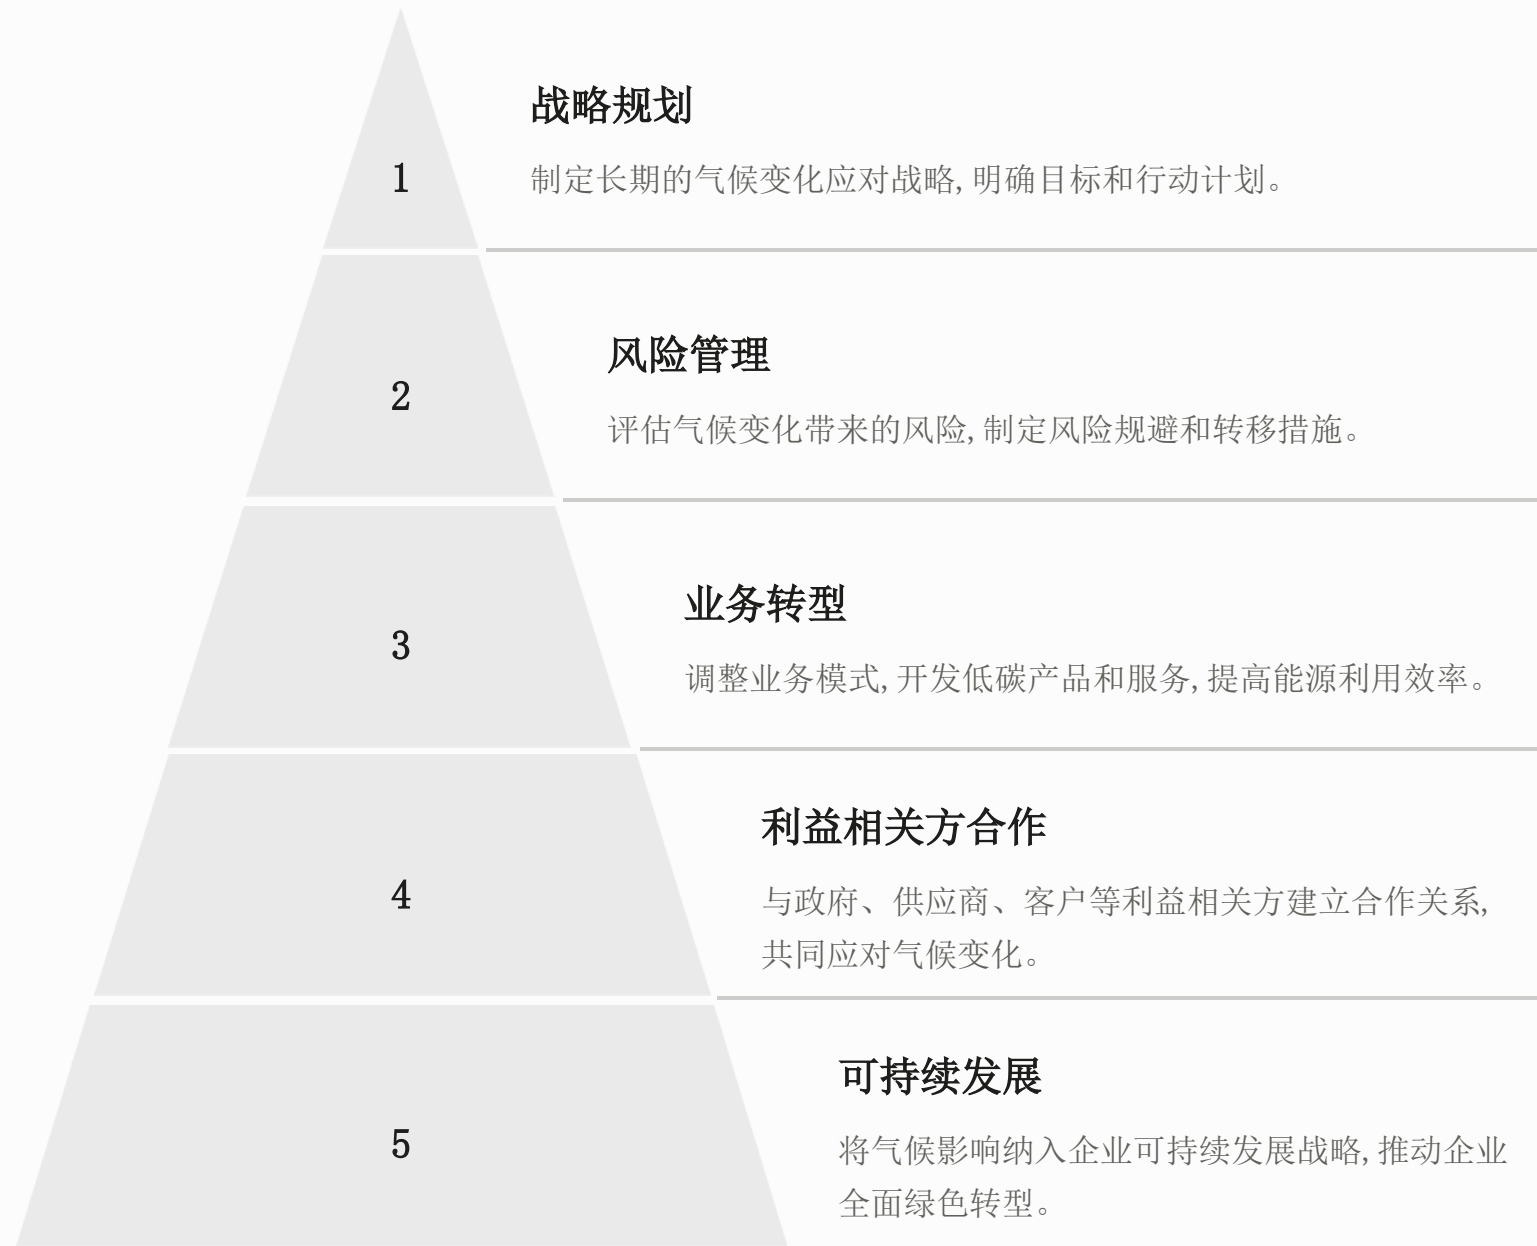 战略规划
1
制定长期的气候变化应对战略, 明确目标和行动计划。
风险管理
2
评估气候变化带来的风险, 制定风险规避和转移措施。
业务转型
3
调整业务模式, 开发低碳产品和服务, 提高能源利用效率。
利益相关方合作
4
与政府、供应商、客户等利益相关方建立合作关系,
共同应对气候变化。
可持续发展
5
将气候影响纳入企业可持续发展战略, 推动企业
全面绿色转型。